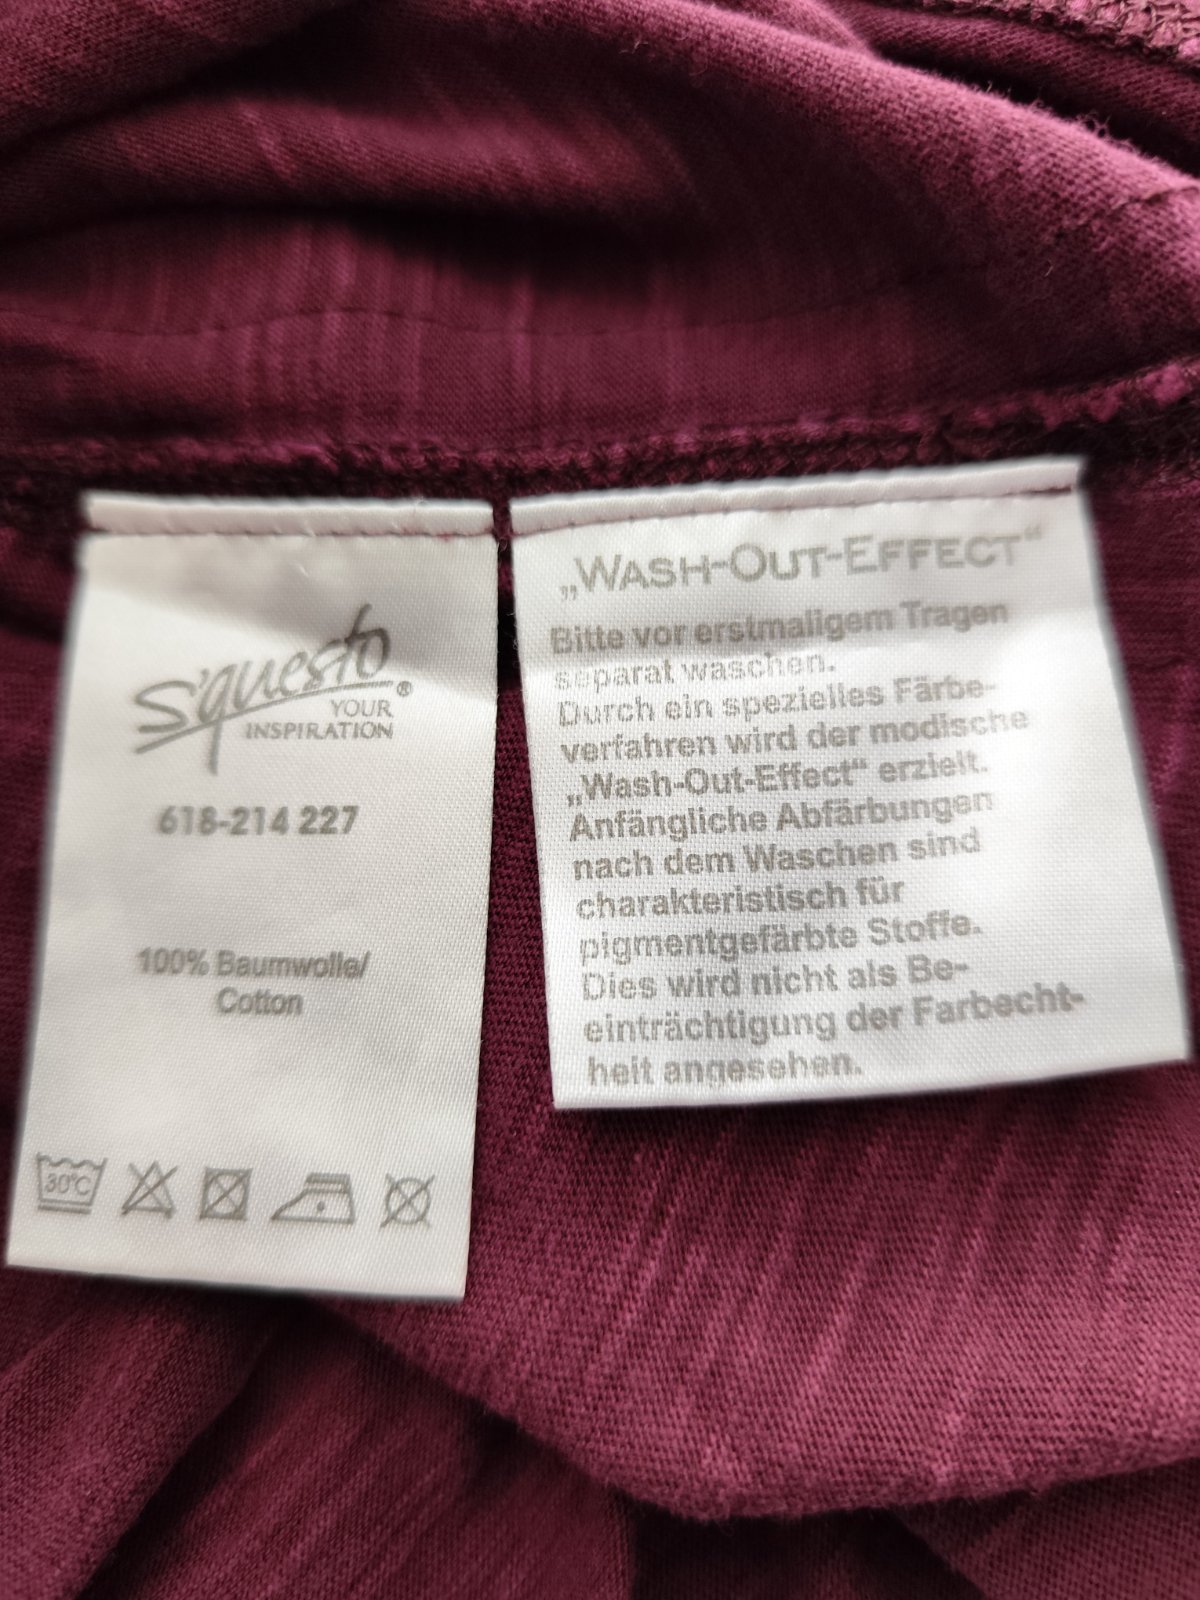 S'questo®
YOUR
INSPIRATION
618-214 227
100% Baumwolle/
Cotton
30°C
„WASH-OUT-EFFECT“
Bitte vor erstmaligem Tragen
separat waschen.
Durch ein spezielles Färbe-
verfahren wird der modische
„Wash-Out-Effect“ erzielt.
Anfängliche Abfärbungen
nach dem Waschen sind
charakteristisch für
pigmentgefärbte Stoffe.
Dies wird nicht als Be-
einträchtigung der Farbecht-
heit angesehen.